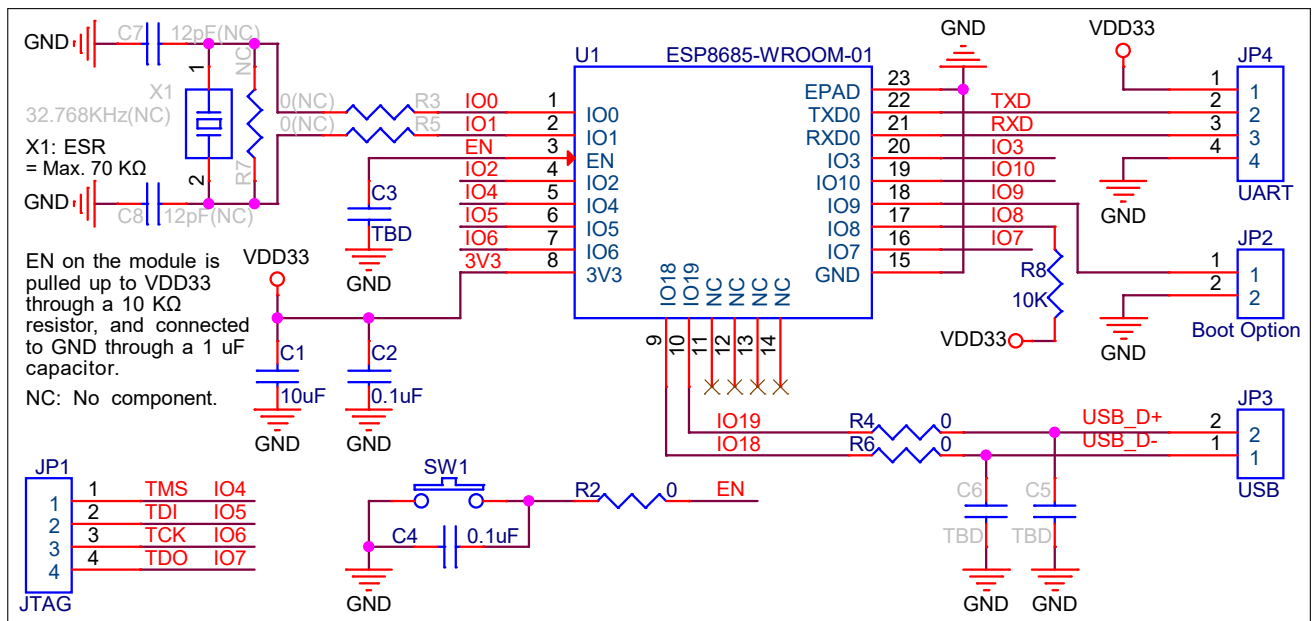 C7 12pF(NC)
GND
1
NC
X1
32.768KHz(NC)
X1: ESR
= Max. 70 KΩ
2
R7
GND
C8 12pF(NC)
0(NC) R3
0(NC) R5
IO0 1
IO1 2
EN 3
IO2 4
IO4 5
IO5 6
IO6 7
3V3 8
C3
TBD
GND
U1 ESP8685-WROOM-01
IO0
IO1
EN
IO2
IO4
IO5
IO6
3V3
EPAD 23
TXD0 22 TXD
RXD0 21 RXD
IO3 20 IO3
IO10 19 IO10
IO9 18 IO9
IO8 17 IO8
IO7 16 IO7
GND 15
IO18
IO19
NC
NC
NC
NC
9
10
11
12
13
14
GND
VDD33
JP4
1 1
2 2
3 3
4 4
UART
GND
R8
10K
VDD33
JP2
1 1
2 2
Boot Option
GND
EN on the module is
pulled up to VDD33
through a 10 KΩ
resistor, and connected
to GND through a 1 uF
capacitor.
NC: No component.
VDD33
C1
10uF
GND
C2
0.1uF
GND
IO19 R4 0 USB_D+
IO18 R6 0 USB_D-
JP3
2 2
1 1
USB
C6
TBD
GND
C5
TBD
GND
JP1
1 1 TMS IO4
2 2 TDI IO5
3 3 TCK IO6
4 4 TDO IO7
JTAG
SW1
R2 0 EN
C4 0.1uF
GND